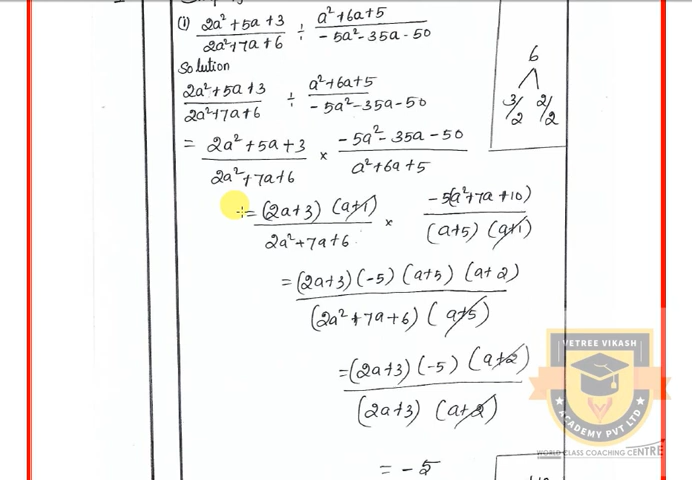 (i) 2a²+5a+3 / 2a²+7a+6 ÷ a²+6a+5 / -5a²-35a-50
Solution
2a²+5a+3 / 2a²+7a+6 ÷ a²+6a+5 / -5a²-35a-50
= 2a²+5a+3 / 2a²+7a+6 × -5a²-35a-50 / a²+6a+5
= (2a+3) (a+1) / 2a²+7a+6 × -5(a²+7a+10) / (a+5) (a+1)
= (2a+3) (-5) (a+5) (a+2) / (2a²+7a+6) (a+5)
= (2a+3) (-5) (a+2) / (2a+3) (a+2)
= -5
6
3/2 2/2
VETREE VIKASH
ACADEMY PVT LTD
WORLD CLASS COACHING CENTRE